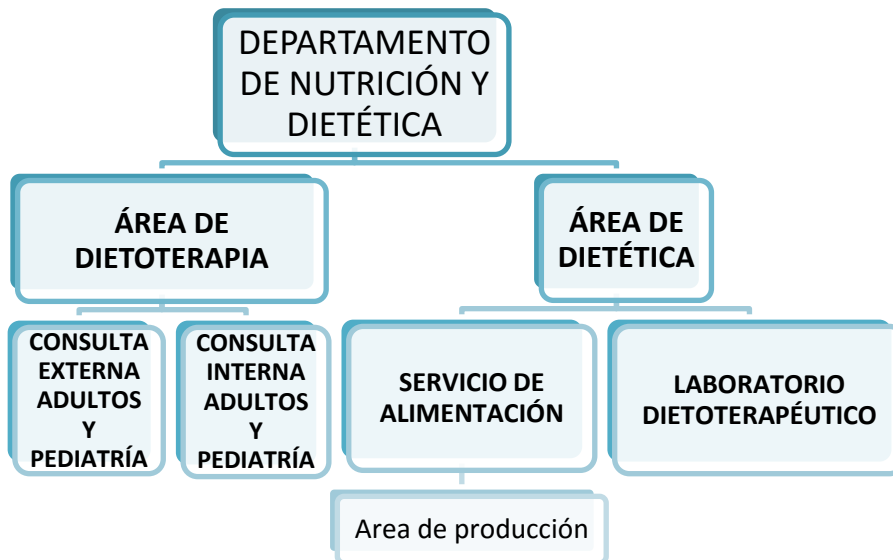 DEPARTAMENTO
DE NUTRICIÓN Y
DIETÉTICA
ÁREA DE
DIETOTERAPIA
ÁREA DE
DIETÉTICA
CONSULTA
EXTERNA
ADULTOS
Y
PEDIATRÍA
CONSULTA
INTERNA
ADULTOS
Y
PEDIATRÍA
SERVICIO DE
ALIMENTACIÓN
LABORATORIO
DIETOTERAPÉUTICO
Area de producción